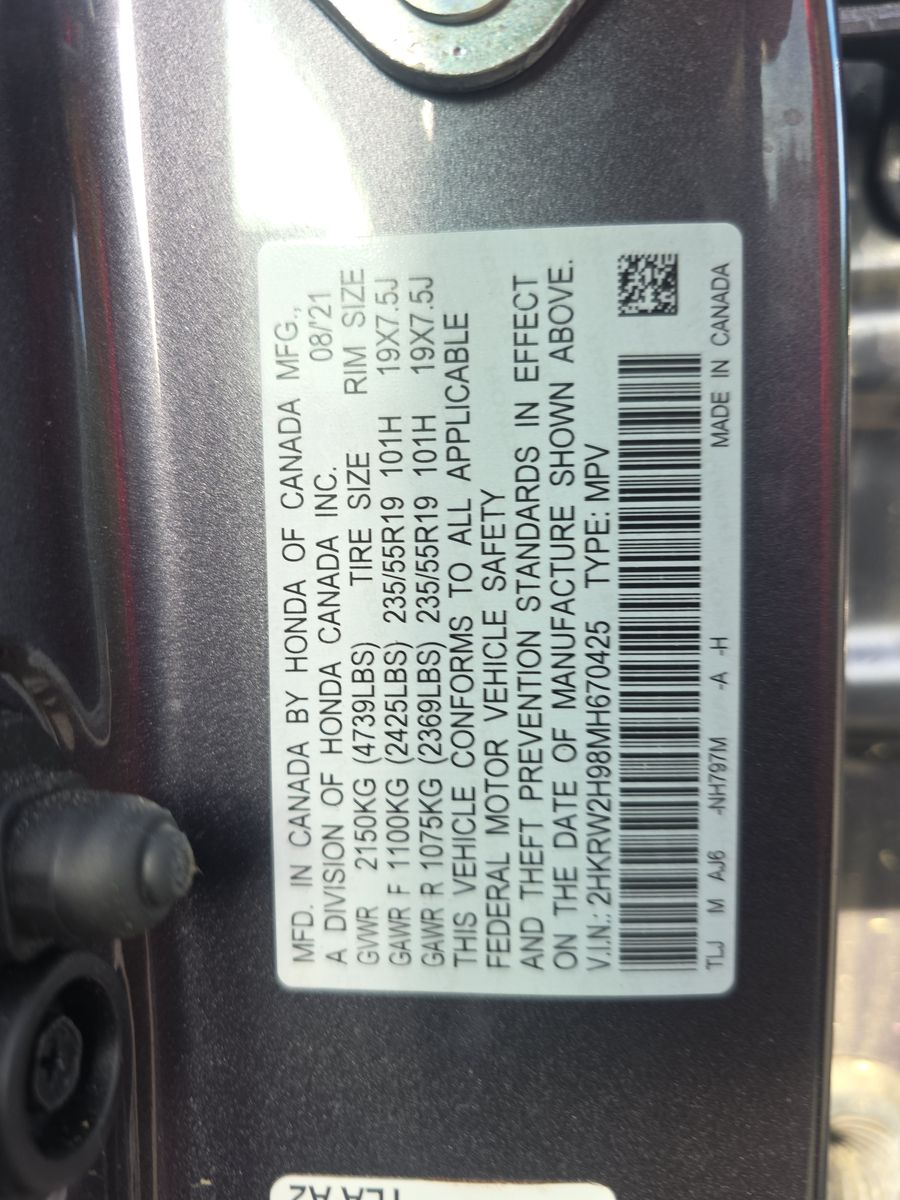 MFD. IN CANADA BY HONDA OF CANADA MFG.,
A DIVISION OF HONDA CANADA INC. 08/'21
GVWR 2150KG (4739LBS) TIRE SIZE RIM SIZE
GAWR F 1100KG (2425LBS) 235/55R19 101H 19X7.5J
GAWR R 1075KG (2369LBS) 235/55R19 101H 19X7.5J
THIS VEHICLE CONFORMS TO ALL APPLICABLE
FEDERAL MOTOR VEHICLE SAFETY
AND THEFT PREVENTION STANDARDS IN EFFECT
ON THE DATE OF MANUFACTURE SHOWN ABOVE.
V.I.N.: 2HKRW2H98MH670425 TYPE: MPV
TLJ M AJ6 -NH797M -A -H MADE IN CANADA